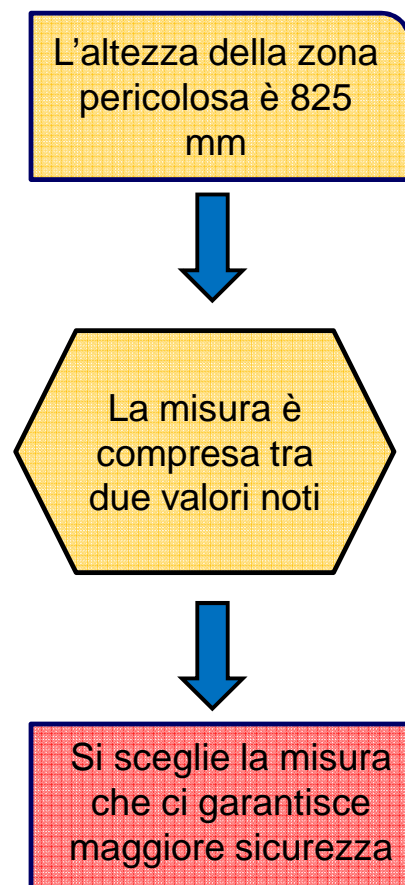 L'altezza della zona
pericolosa è 825
mm
La misura è
compresa tra
due valori noti
Si sceglie la misura
che ci garantisce
maggiore sicurezza